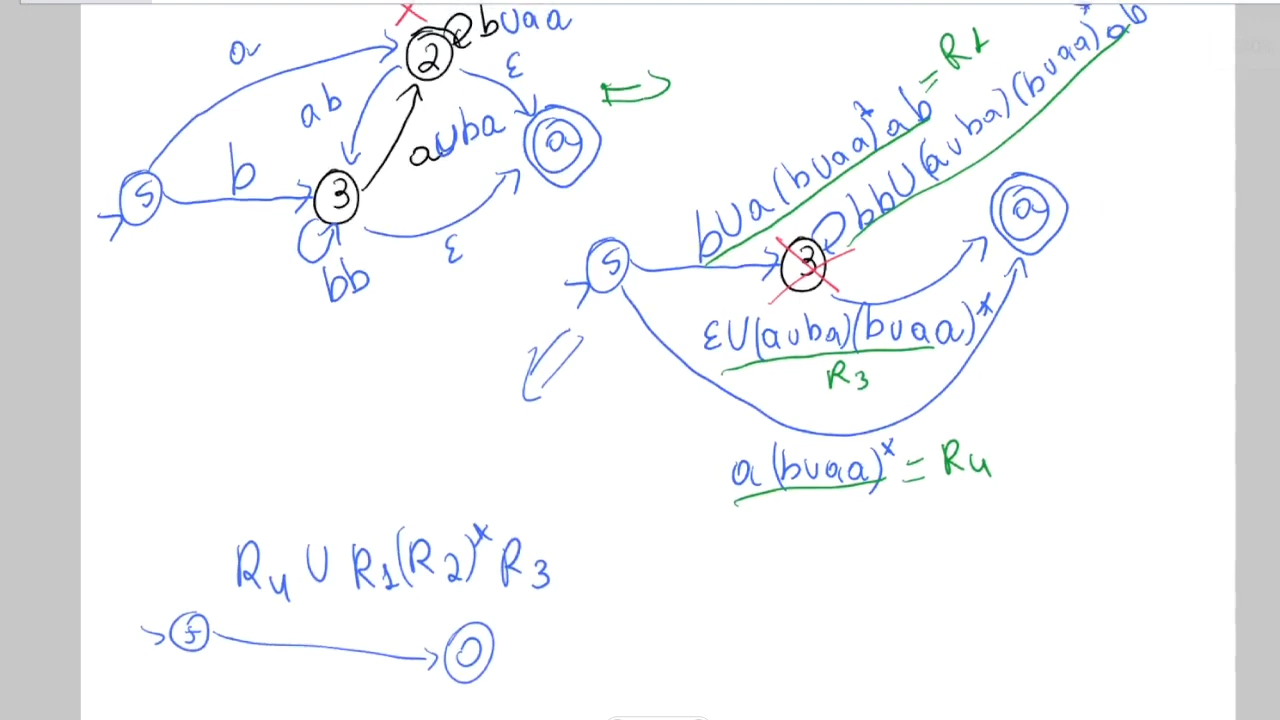 a
2
b∪aa
ε
ab
a∪ba
a
s
b
3
bb
ε
b∪a(b∪aa)*ab = R1
bb∪(a∪ba)(b∪aa)*ab
s
3
a
ε∪(a∪ba)(b∪aa)*
R3
a(b∪aa)* = R4
R4 ∪ R1(R2)* R3